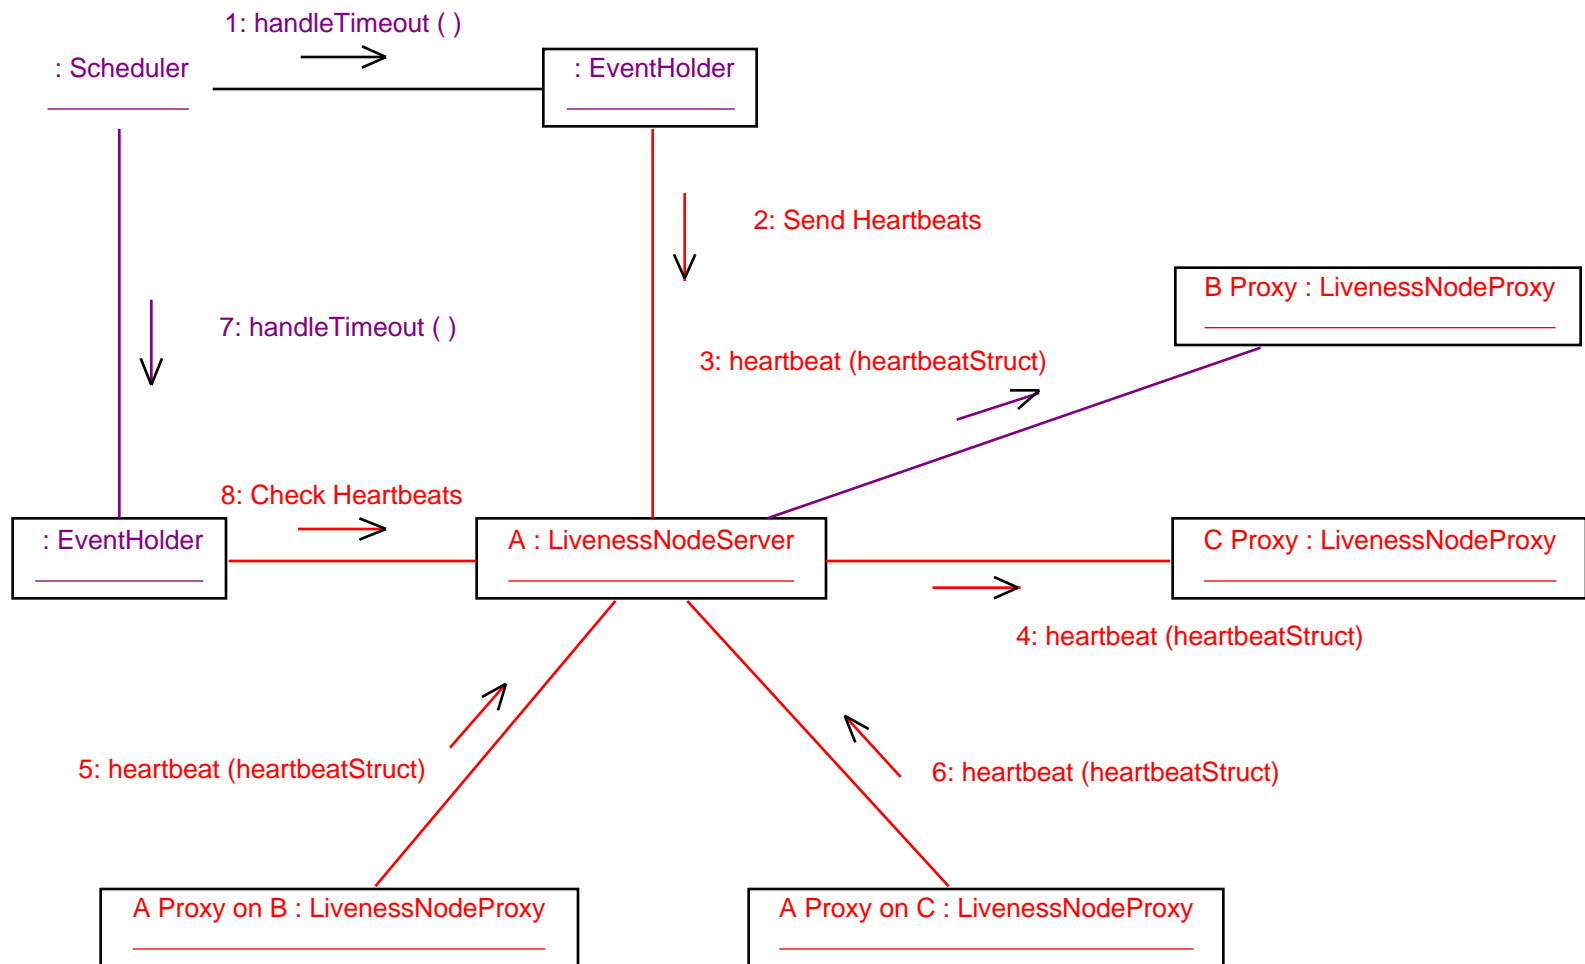 1: handleTimeout ( )
: Scheduler
: EventHolder
2: Send Heartbeats
B Proxy : LivenessNodeProxy
7: handleTimeout ( )
3: heartbeat (heartbeatStruct)
8: Check Heartbeats
: EventHolder
A : LivenessNodeServer
C Proxy : LivenessNodeProxy
4: heartbeat (heartbeatStruct)
5: heartbeat (heartbeatStruct)
6: heartbeat (heartbeatStruct)
A Proxy on B : LivenessNodeProxy
A Proxy on C : LivenessNodeProxy